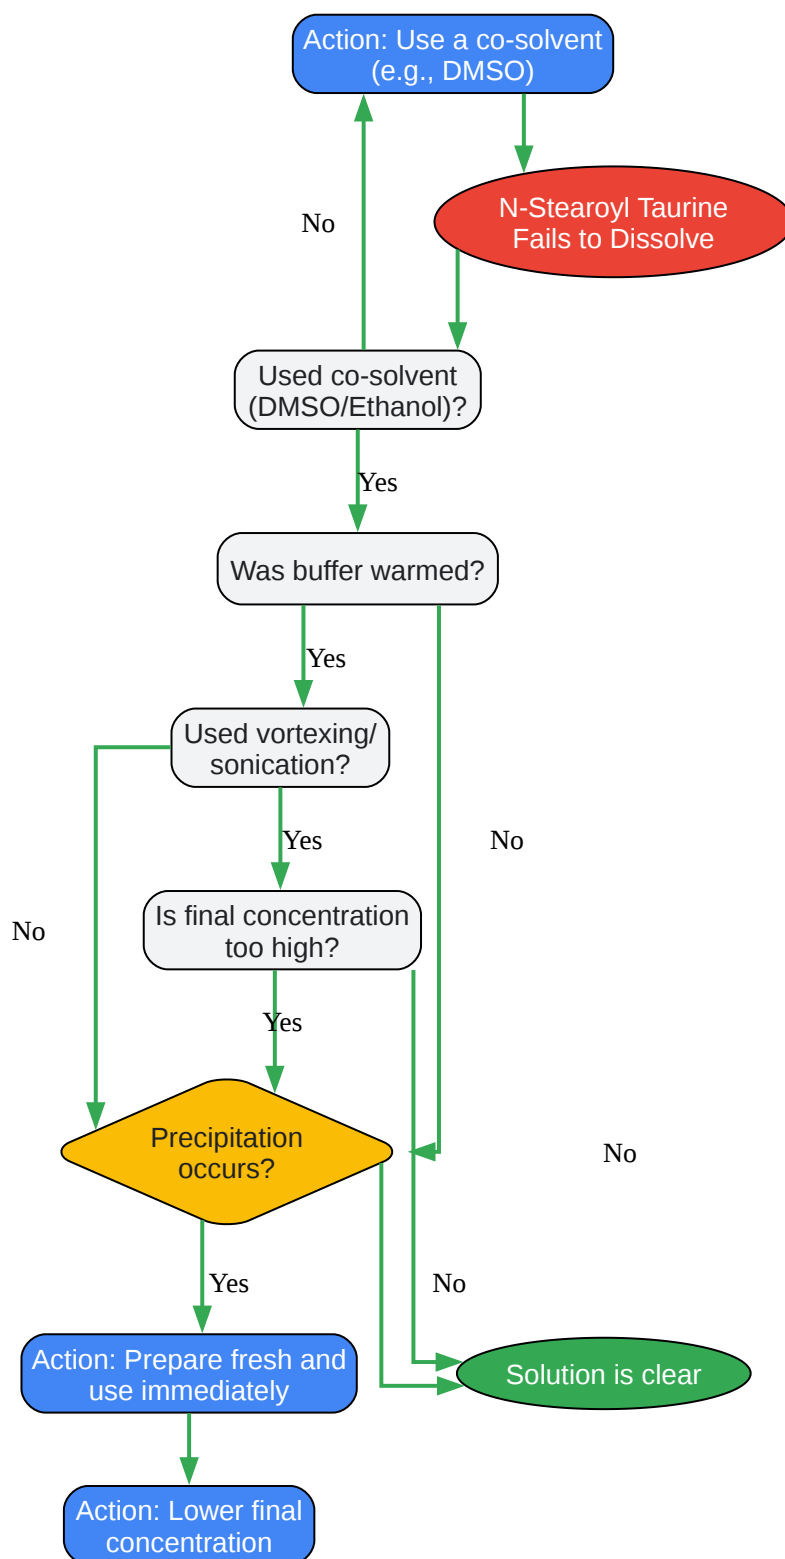 Action: Use a co-solvent
(e.g., DMSO)
N-Stearoyl Taurine
Fails to Dissolve
No
Used co-solvent
(DMSO/Ethanol)?
Yes
Was buffer warmed?
Yes
Used vortexing/
sonication?
Yes
No
No
Is final concentration
too high?
Yes
Precipitation
occurs?
No
Yes
No
Action: Prepare fresh and
use immediately
Solution is clear
Action: Lower final
concentration